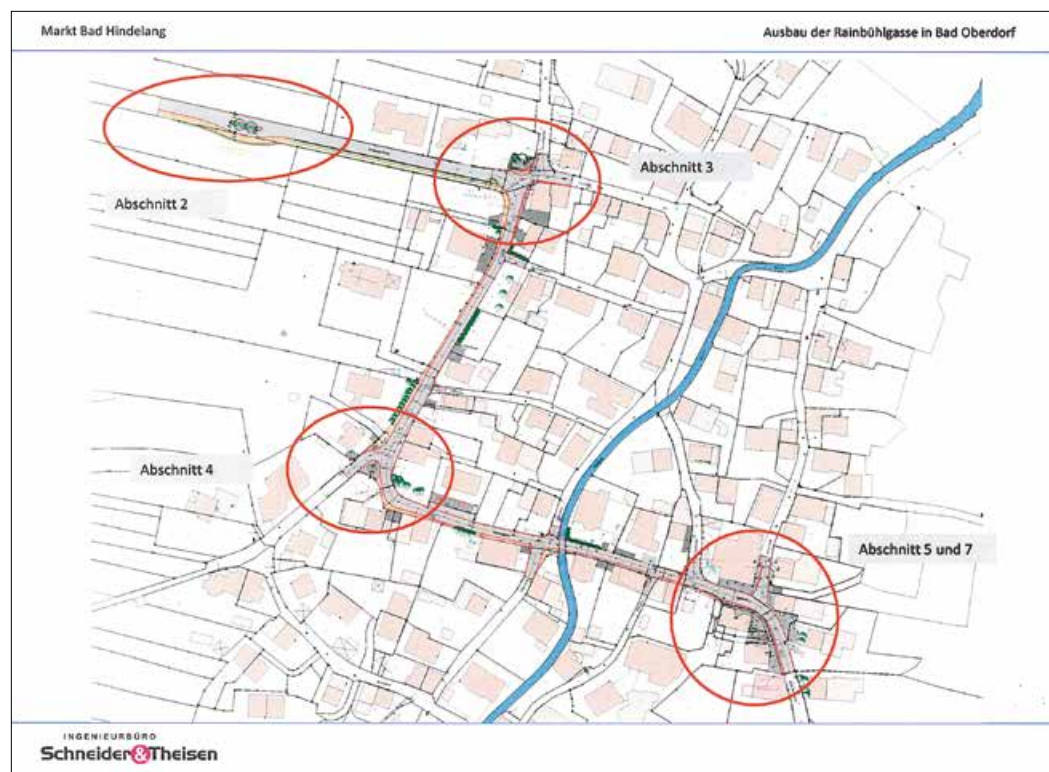 Markt Bad Hindelang
Ausbau der Rainbühlgasse in Bad Oberdorf
Abschnitt 3
Abschnitt 2
Abschnitt 4
Abschnitt 5 und 7
INGENIEURBÜRO
Schneider&Theisen